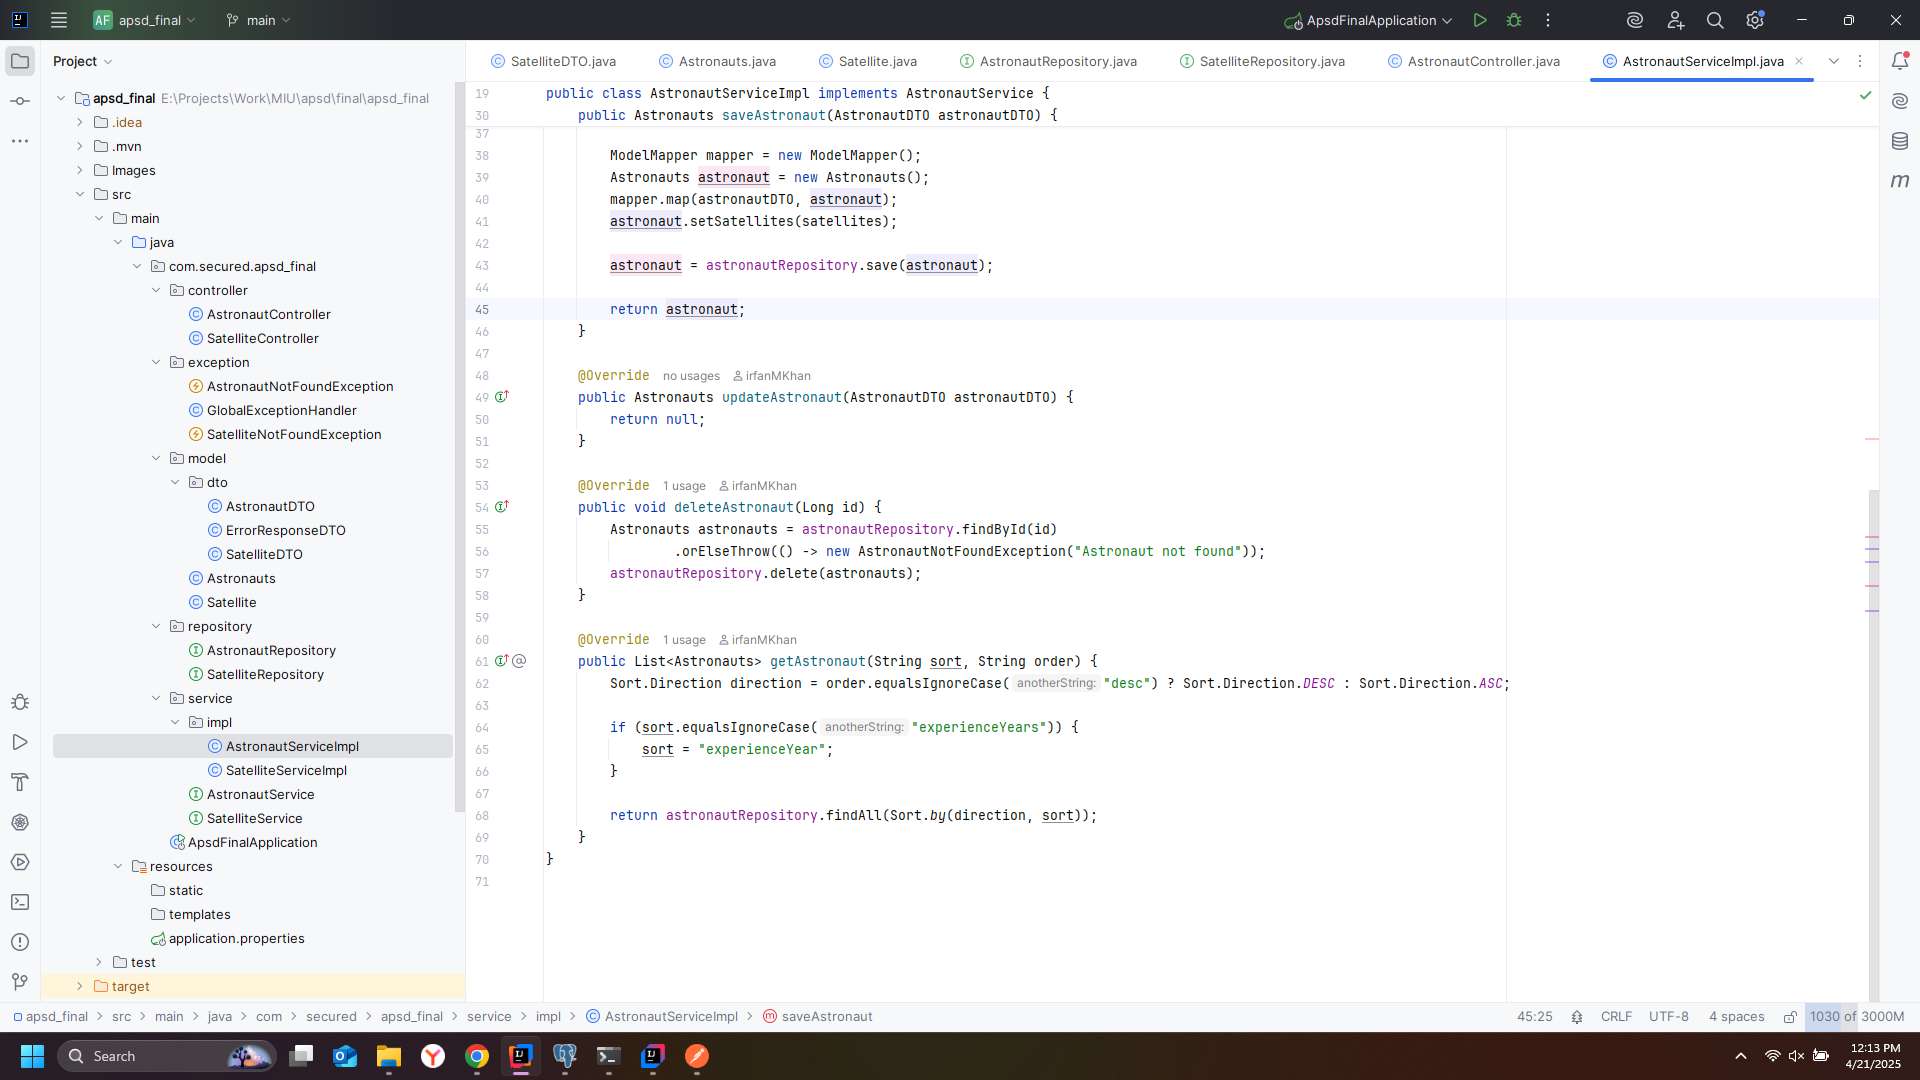 AF apsd_final main ApsdFinalApplication
Project
SatelliteDTO.java Astronauts.java Satellite.java AstronautRepository.java SatelliteRepository.java AstronautController.java AstronautServiceImpl.java
apsd_final E:\Projects\Work\MIU\apsd\final\apsd_final
.idea
.mvn
Images
src
main
java
com.secured.apsd_final
controller
AstronautController
SatelliteController
exception
AstronautNotFoundException
GlobalExceptionHandler
SatelliteNotFoundException
model
dto
AstronautDTO
ErrorResponseDTO
SatelliteDTO
Astronauts
Satellite
repository
AstronautRepository
SatelliteRepository
service
impl
AstronautServiceImpl
SatelliteServiceImpl
AstronautService
SatelliteService
ApsdFinalApplication
resources
static
templates
application.properties
test
target
19 public class AstronautServiceImpl implements AstronautService {
30 public Astronauts saveAstronaut(AstronautDTO astronautDTO) {
37
38 ModelMapper mapper = new ModelMapper();
39 Astronauts astronaut = new Astronauts();
40 mapper.map(astronautDTO, astronaut);
41 astronaut.setSatellites(satellites);
42
43 astronaut = astronautRepository.save(astronaut);
44
45 return astronaut;
46 }
47
48 @Override no usages irfanMKhan
49 public Astronauts updateAstronaut(AstronautDTO astronautDTO) {
50 return null;
51 }
52
53 @Override 1 usage irfanMKhan
54 public void deleteAstronaut(Long id) {
55 Astronauts astronauts = astronautRepository.findById(id)
56 .orElseThrow(() -> new AstronautNotFoundException("Astronaut not found"));
57 astronautRepository.delete(astronauts);
58 }
59
60 @Override 1 usage irfanMKhan
61 public List<Astronauts> getAstronaut(String sort, String order) {
62 Sort.Direction direction = order.equalsIgnoreCase( anotherString: "desc") ? Sort.Direction.DESC : Sort.Direction.ASC;
63
64 if (sort.equalsIgnoreCase( anotherString: "experienceYears")) {
65 sort = "experienceYear";
66 }
67
68 return astronautRepository.findAll(Sort.by(direction, sort));
69 }
70 }
71
apsd_final > src > main > java > com > secured > apsd_final > service > impl > AstronautServiceImpl > saveAstronaut 45:25 CRLF UTF-8 4 spaces 1030 of 3000M
Search
12:13 PM
4/21/2025